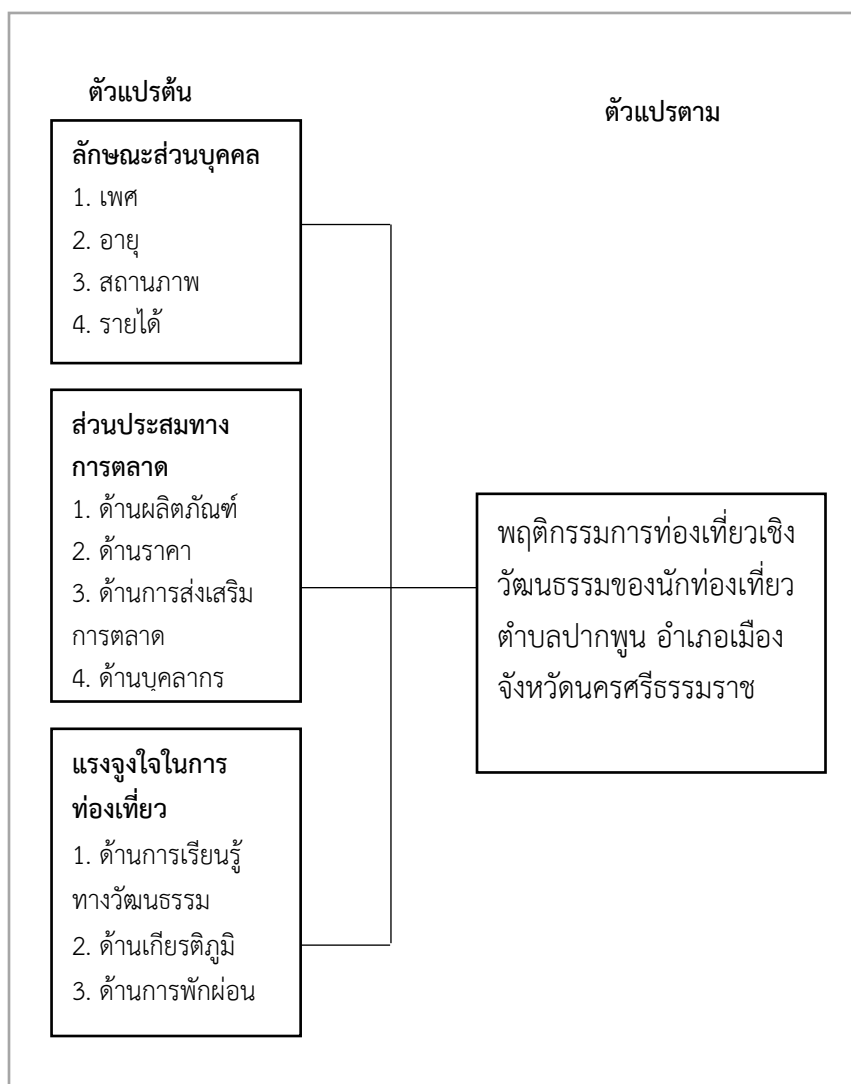 ตัวแปรต้น
ตัวแปรตาม
ลักษณะส่วนบุคคล
1. เพศ
2. อายุ
3. สถานภาพ
4. รายได้
ส่วนประสมทาง
การตลาด
1. ด้านผลิตภัณฑ์
2. ด้านราคา
3. ด้านการส่งเสริม
การตลาด
4. ด้านบุคลากร
แรงจูงใจในการ
ท่องเที่ยว
1. ด้านการเรียนรู้
ทางวัฒนธรรม
2. ด้านเกียรติภูมิ
3. ด้านการพักผ่อน
พฤติกรรมการท่องเที่ยวเชิง
วัฒนธรรมของนักท่องเที่ยว
ตำบลปากพูน อำเภอเมือง
จังหวัดนครศรีธรรมราช